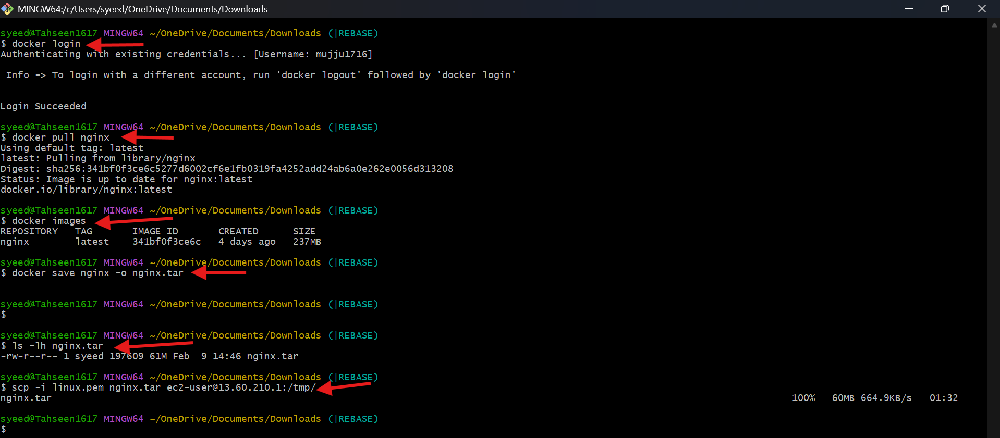 MINGW64:/c/Users/syeed/OneDrive/Documents/Downloads
syeed@Tahseen1617 MINGW64 ~/OneDrive/Documents/Downloads (|REBASE)
$ docker login
Authenticating with existing credentials... [Username: mujju1716]
Info -> To login with a different account, run 'docker logout' followed by 'docker login'
Login Succeeded
syeed@Tahseen1617 MINGW64 ~/OneDrive/Documents/Downloads (|REBASE)
$ docker pull nginx
Using default tag: latest
latest: Pulling from library/nginx
Digest: sha256:341bf0f3ce6c5277d6002cf6e1fb0319fa4252add24ab6a0e262e0056d313208
Status: Image is up to date for nginx:latest
docker.io/library/nginx:latest
syeed@Tahseen1617 MINGW64 ~/OneDrive/Documents/Downloads (|REBASE)
$ docker images
REPOSITORY   TAG       IMAGE ID       CREATED      SIZE
nginx        latest    341bf0f3ce6c   4 days ago   237MB
syeed@Tahseen1617 MINGW64 ~/OneDrive/Documents/Downloads (|REBASE)
$ docker save nginx -o nginx.tar
syeed@Tahseen1617 MINGW64 ~/OneDrive/Documents/Downloads (|REBASE)
$
syeed@Tahseen1617 MINGW64 ~/OneDrive/Documents/Downloads (|REBASE)
$ ls -lh nginx.tar
-rw-r--r-- 1 syeed 197609 61M Feb  9 14:46 nginx.tar
syeed@Tahseen1617 MINGW64 ~/OneDrive/Documents/Downloads (|REBASE)
$ scp -i linux.pem nginx.tar ec2-user@13.60.210.1:/tmp/
nginx.tar 100% 60MB 664.9KB/s 01:32
syeed@Tahseen1617 MINGW64 ~/OneDrive/Documents/Downloads (|REBASE)
$